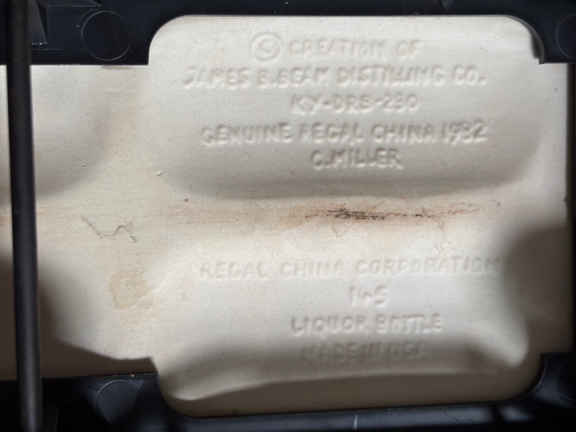 © CREATION OF
JAMES B. BEAM DISTILLING CO.
KY-DRB-230
GENUINE REGAL CHINA 1982
C. MILLER
REGAL CHINA CORPORATION
LIQUOR BOTTLE
MADE IN USA